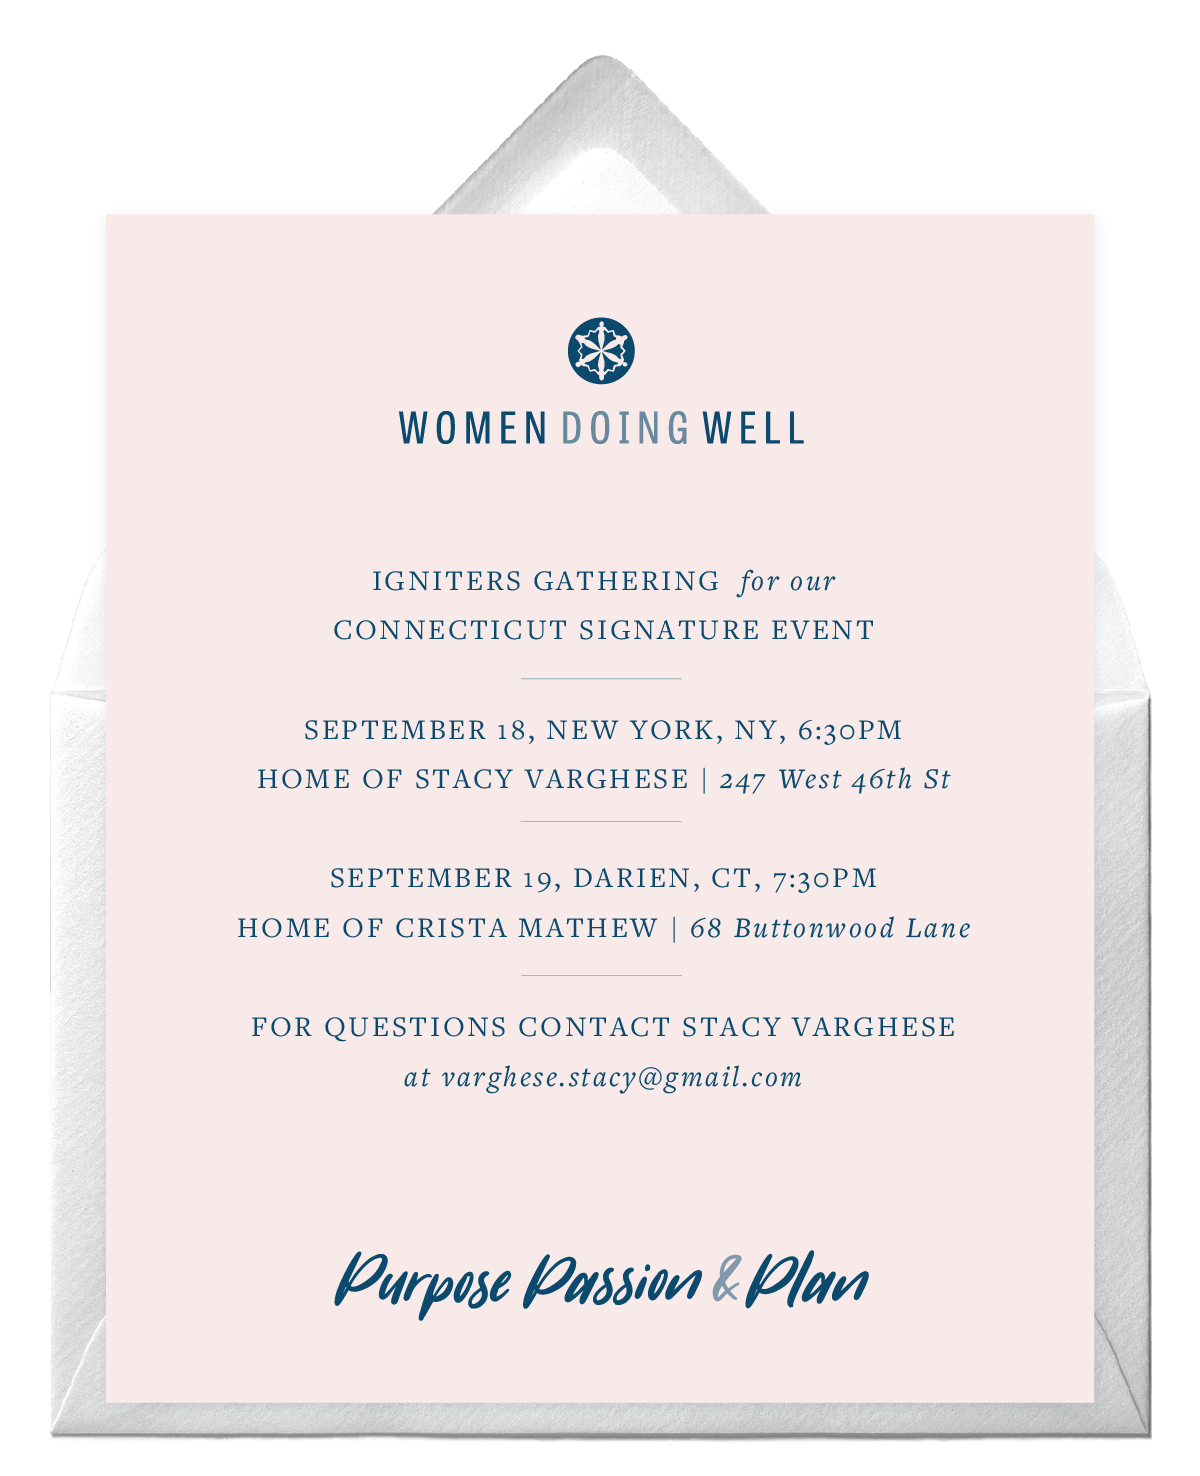 WOMEN DOING WELL
IGNITERS GATHERING for our
CONNECTICUT SIGNATURE EVENT
SEPTEMBER 18, NEW YORK, NY, 6:30PM
HOME OF STACY VARGHESE | 247 West 46th St
SEPTEMBER 19, DARIEN, CT, 7:30PM
HOME OF CRISTA MATHEW | 68 Buttonwood Lane
FOR QUESTIONS CONTACT STACY VARGHESE
at varghese.stacy@gmail.com
Purpose Passion & Plan